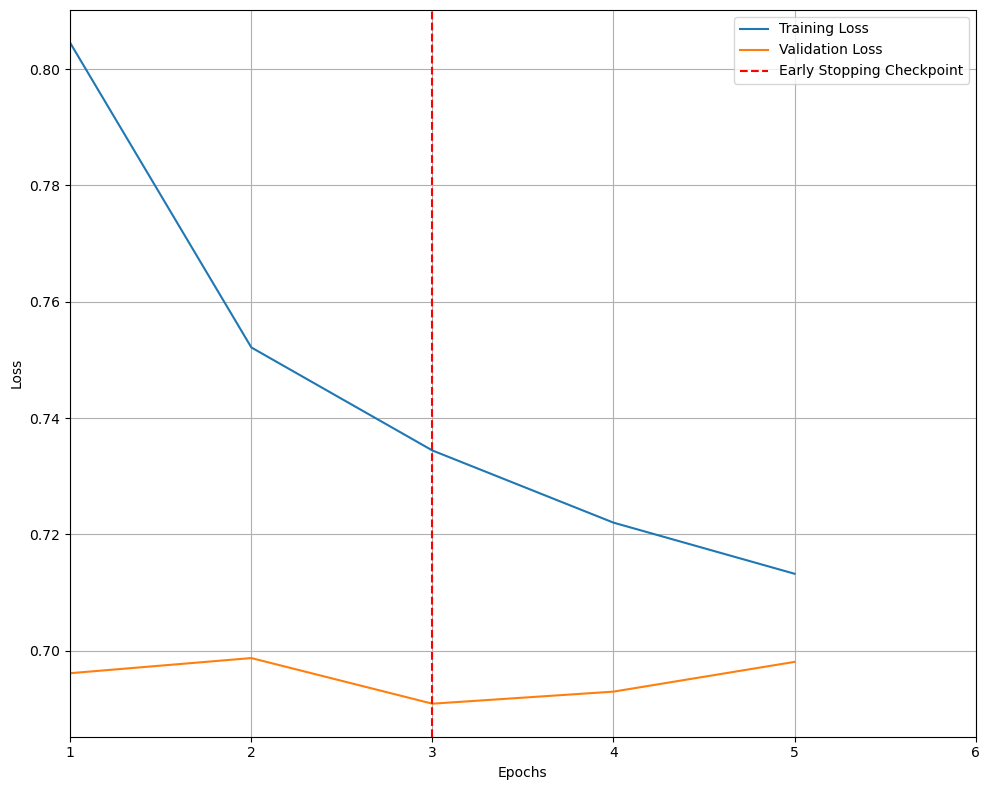 Training Loss
Validation Loss
Early Stopping Checkpoint
0.80
0.78
0.76
0.74
0.72
0.70
Loss
1 2 3 4 5 6
Epochs